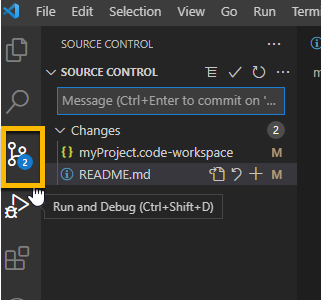 File Edit Selection View Go Run
SOURCE CONTROL
SOURCE CONTROL
Message (Ctrl+Enter to commit on '...
Changes 2
{} myProject.code-workspace M
README.md M
2
Run and Debug (Ctrl+Shift+D)